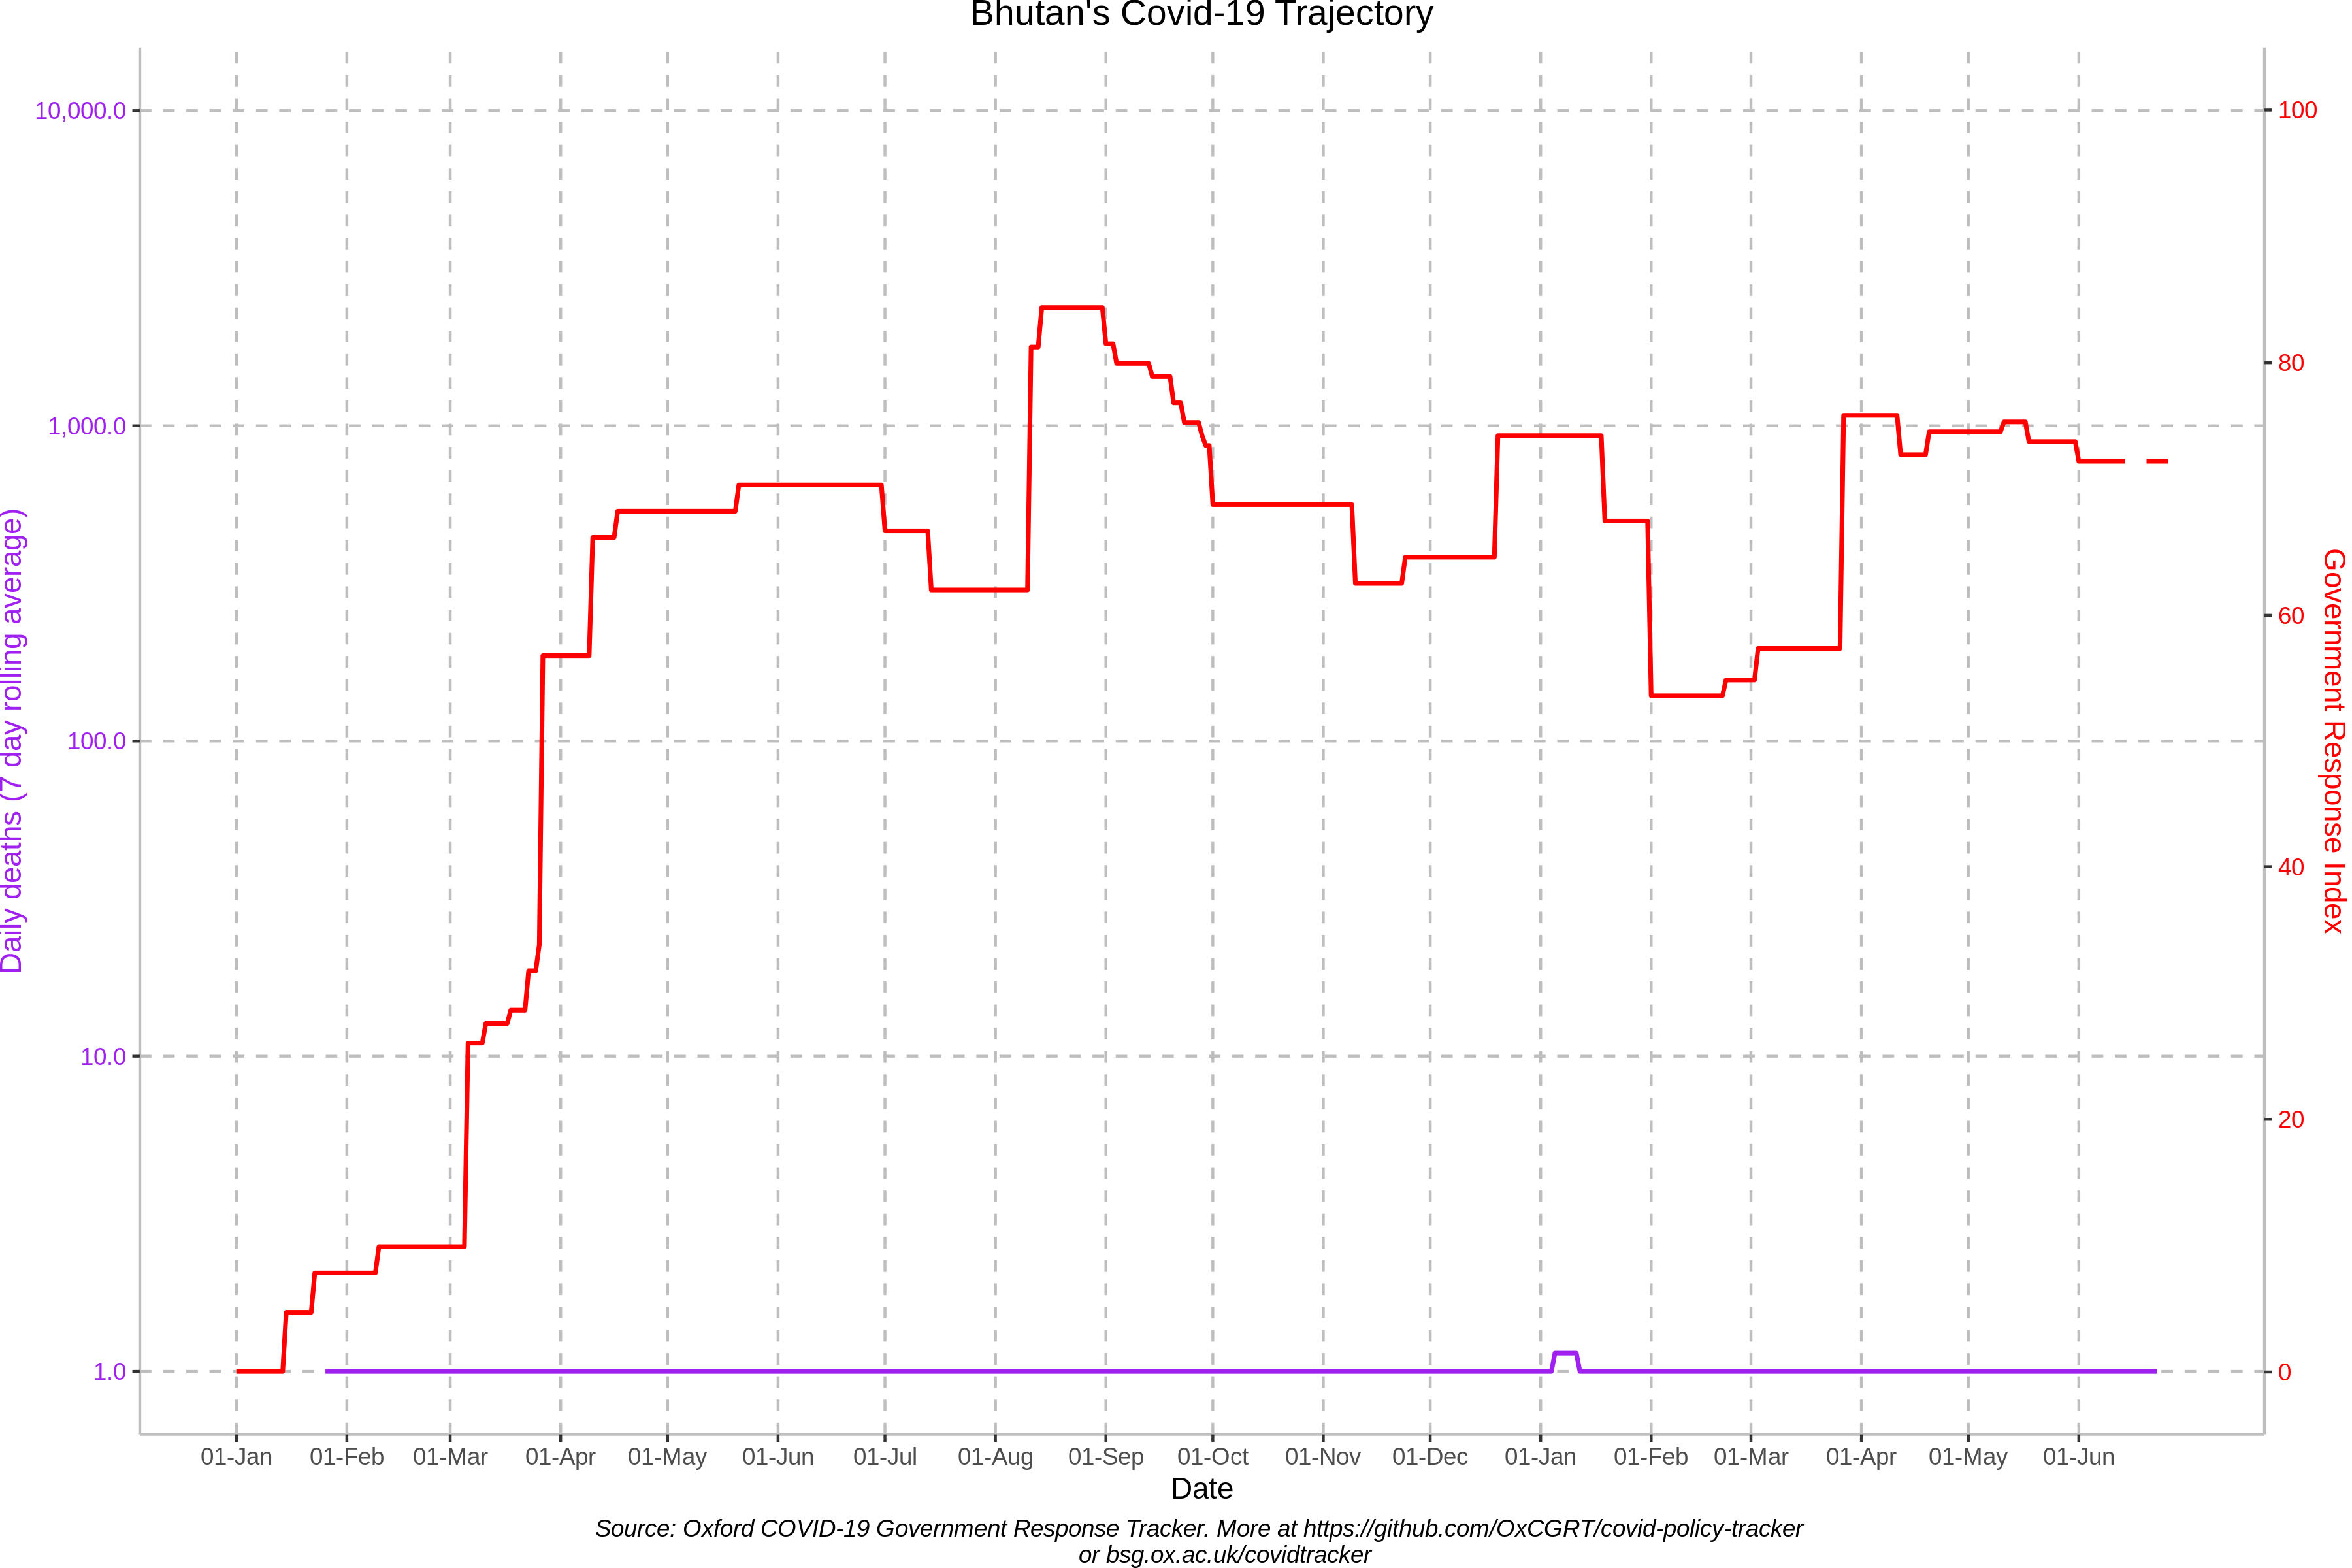 Bhutan's Covid-19 Trajectory
10,000.0
1,000.0
100.0
10.0
1.0
Daily deaths (7 day rolling average)
100
80
60
40
20
0
Government Response Index
01-Jan 01-Feb 01-Mar 01-Apr 01-May 01-Jun 01-Jul 01-Aug 01-Sep 01-Oct 01-Nov 01-Dec 01-Jan 01-Feb 01-Mar 01-Apr 01-May 01-Jun
Date
Source: Oxford COVID-19 Government Response Tracker. More at https://github.com/OxCGRT/covid-policy-tracker
or bsg.ox.ac.uk/covidtracker